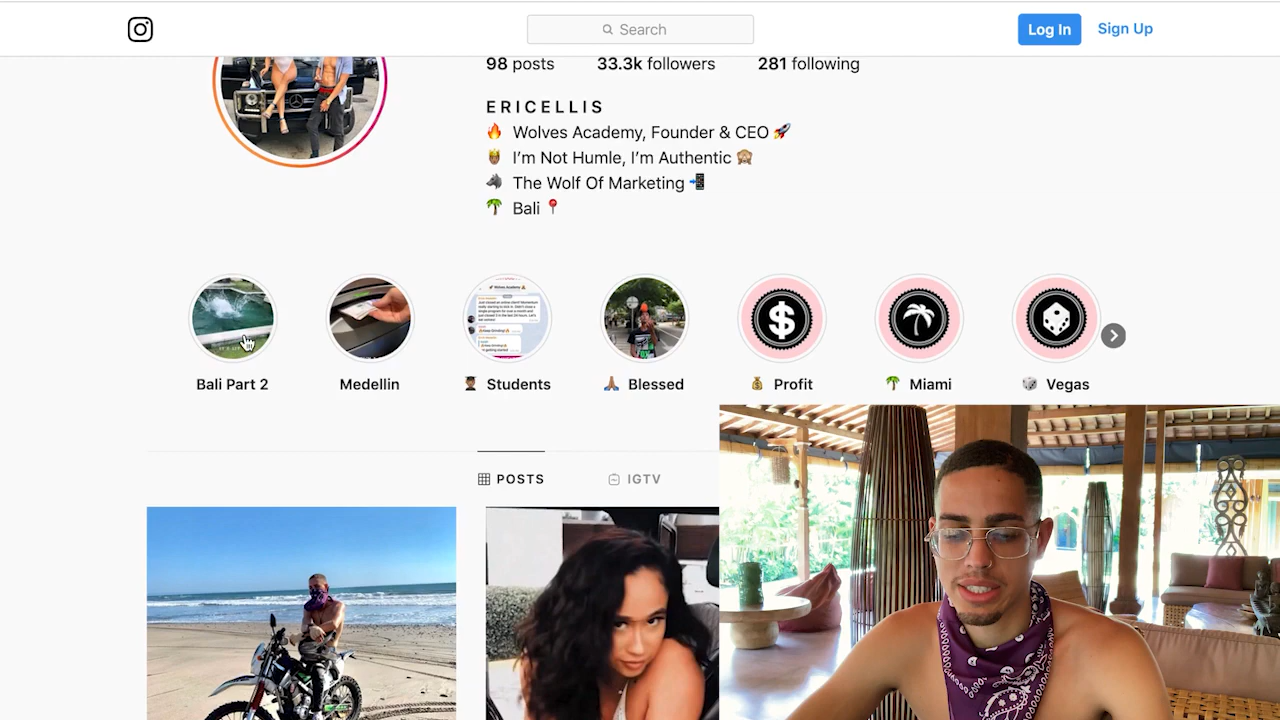 Search
Log In
Sign Up
98 posts
33.3k followers
281 following
E R I C E L L I S
🔥 Wolves Academy, Founder & CEO 🚀
🤴🏽 I’m Not Humle, I’m Authentic 🙈
🐺 The Wolf Of Marketing 📲
🌴 Bali 📍
Bali Part 2
Medellin
👨🏽‍🎓 Students
🙏🏽 Blessed
💰 Profit
🌴 Miami
🎲 Vegas
POSTS
IGTV